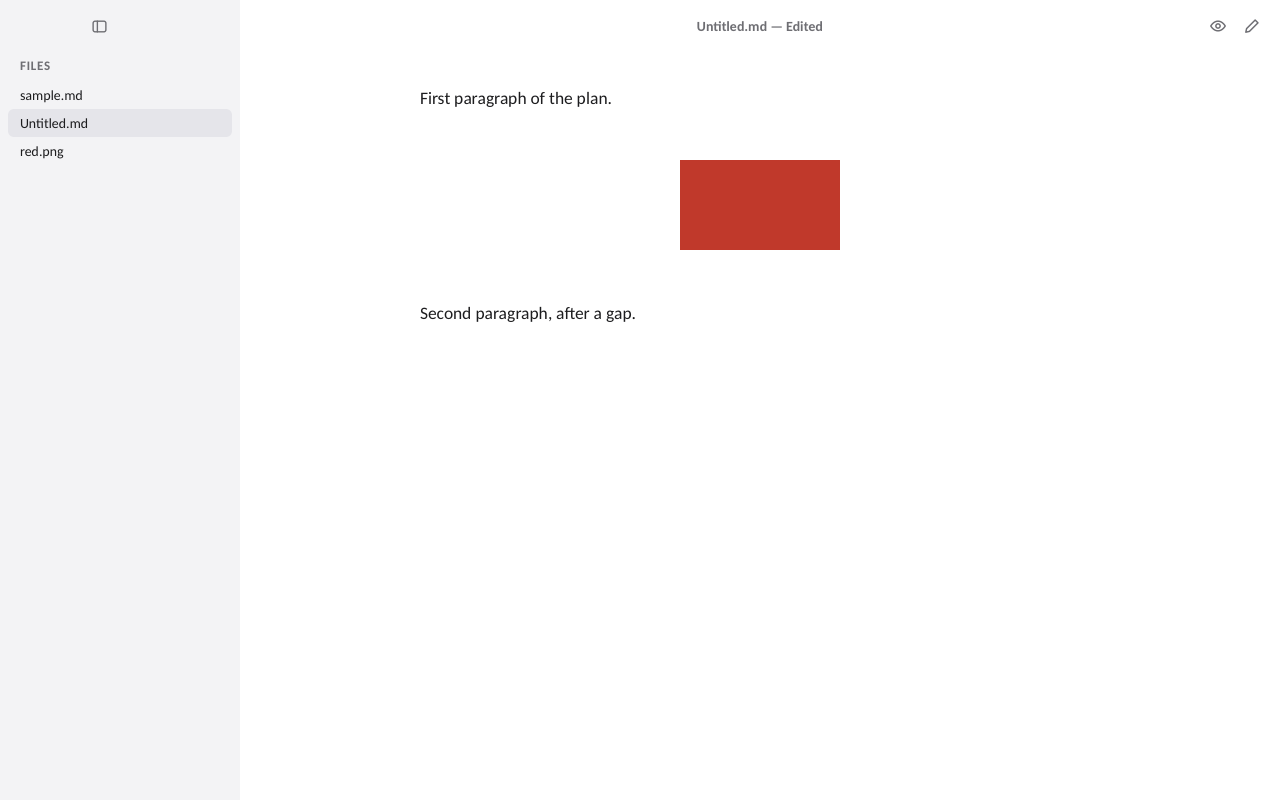 Untitled.md — Edited
FILES
sample.md
Untitled.md
red.png
First paragraph of the plan.
Second paragraph, after a gap.